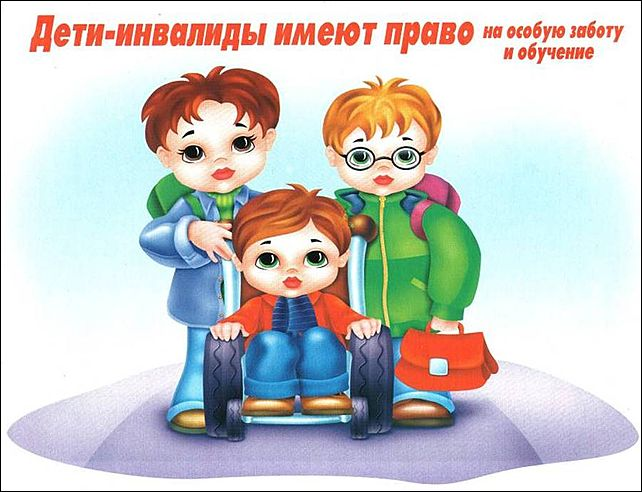 Дети-инвалиды имеют право на особую заботу
и обучение